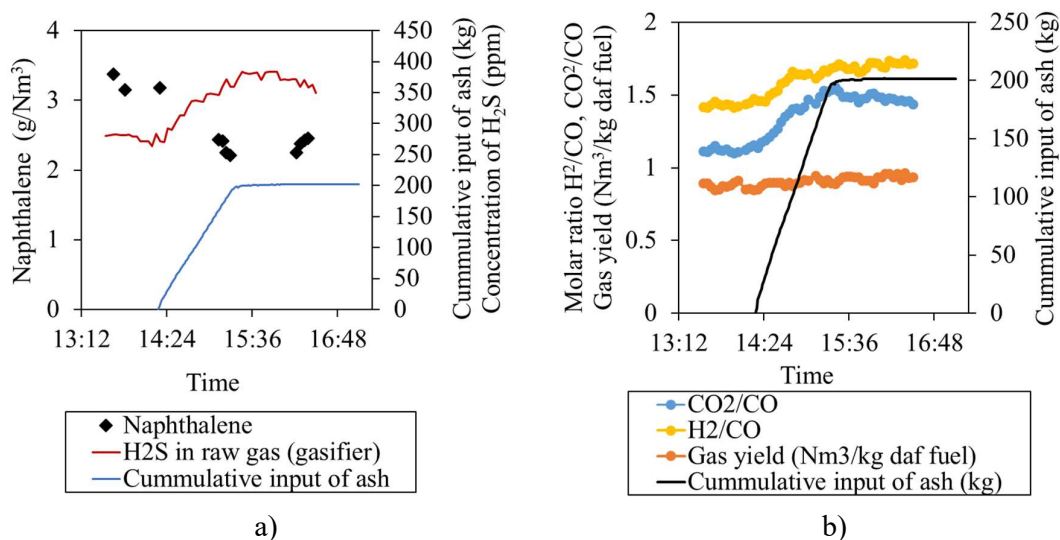 4
3
2
1
0
450
400
350
300
250
200
150
100
50
0
Naphthalene (g/Nm³)
Cummulative input of ash (kg)
Concentration of H₂S (ppm)
13:12 14:24 15:36 16:48
Time
Naphthalene
H2S in raw gas (gasifier)
Cummulative input of ash
a)
2
1.5
1
0.5
0
250
200
150
100
50
0
Molar ratio H²/CO, CO²/CO
Gas yield (Nm³/kg daf fuel)
Cummulative input of ash (kg)
13:12 14:24 15:36 16:48
Time
CO2/CO
H2/CO
Gas yield (Nm3/kg daf fuel)
Cummulative input of ash (kg)
b)